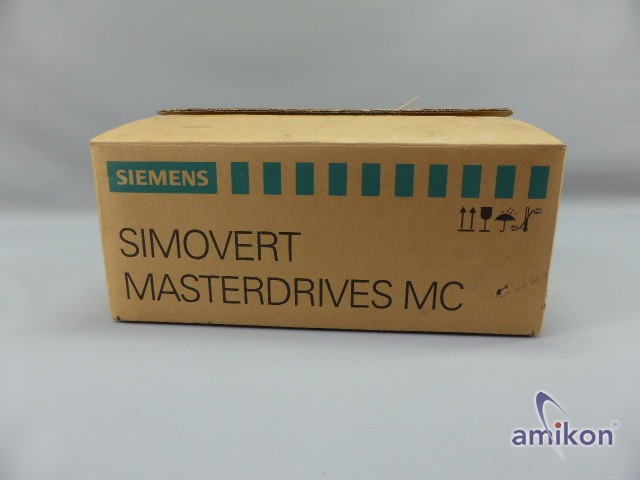 SIEMENS
SIMOVERT
MASTERDRIVES MC
amikon®